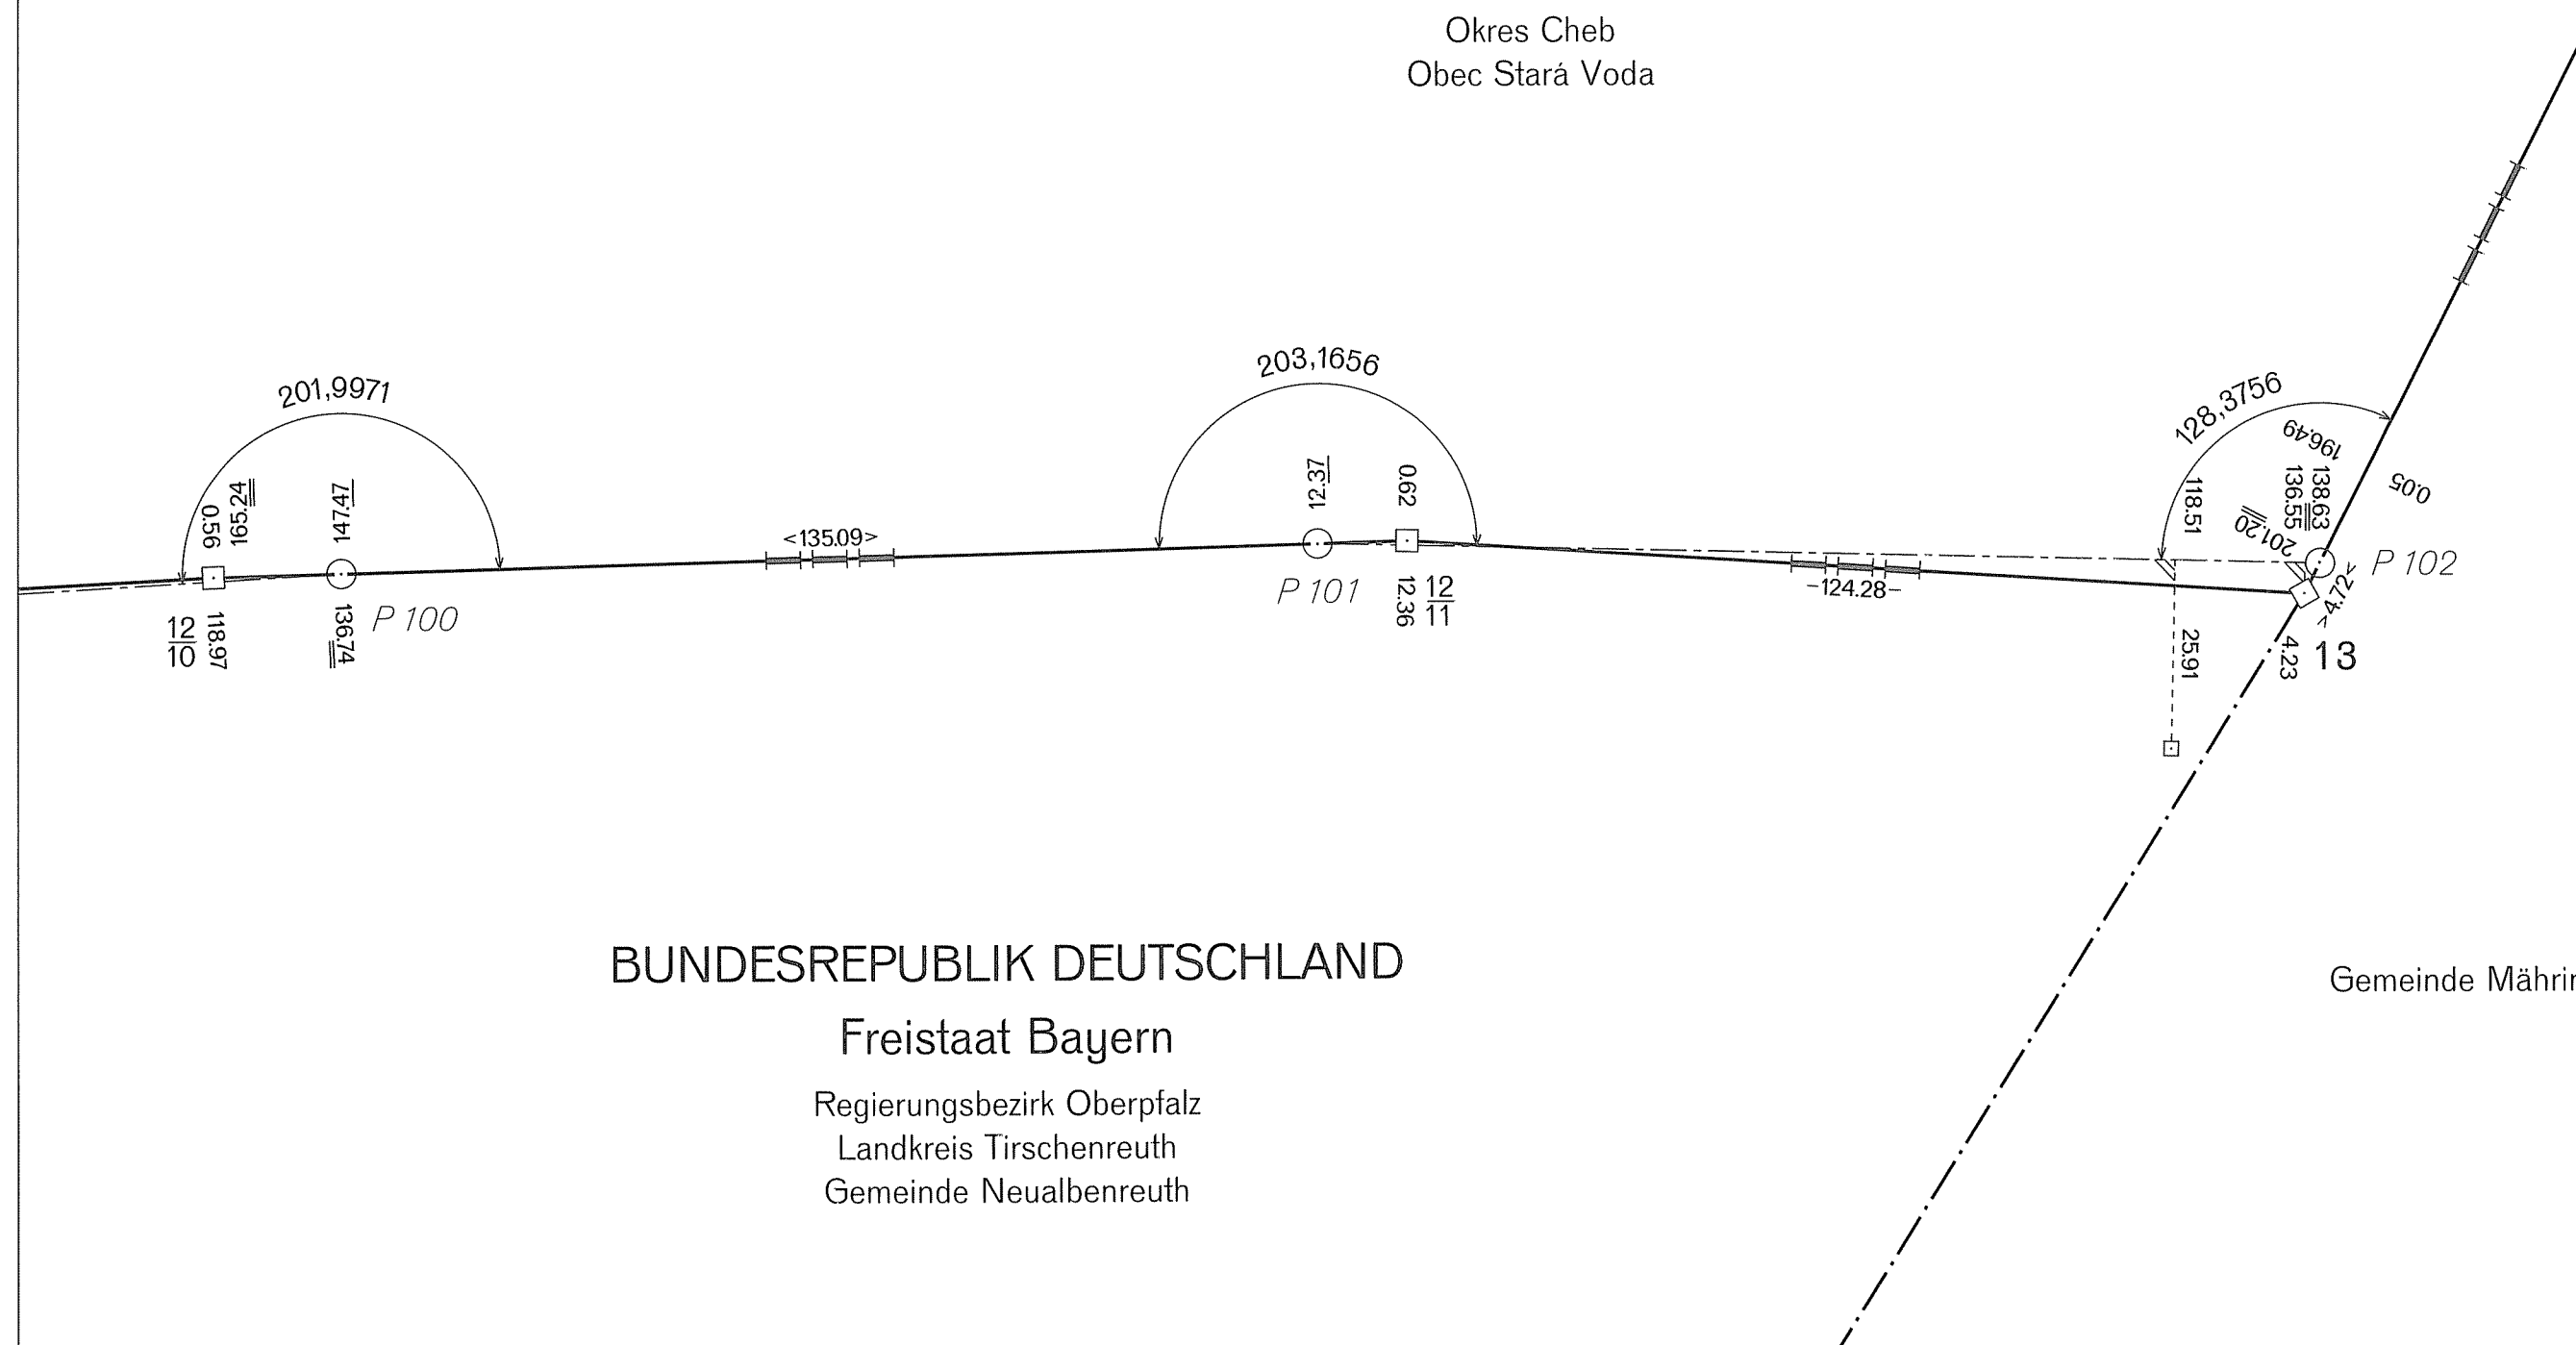 Okres Cheb
Obec Stará Voda
201,9971
0.56
165.24
147.47
12
10
118.97
136.74
P 100
<135.09>
203,1656
12.37
0.62
P 101
12.36
12
11
-124.28-
128,3756
196.49
118.51
138.63
136.55
201.20
0.05
P 102
>4.72<
4.23
13
25.91
BUNDESREPUBLIK DEUTSCHLAND
Freistaat Bayern
Regierungsbezirk Oberpfalz
Landkreis Tirschenreuth
Gemeinde Neualbenreuth
Gemeinde Mährin